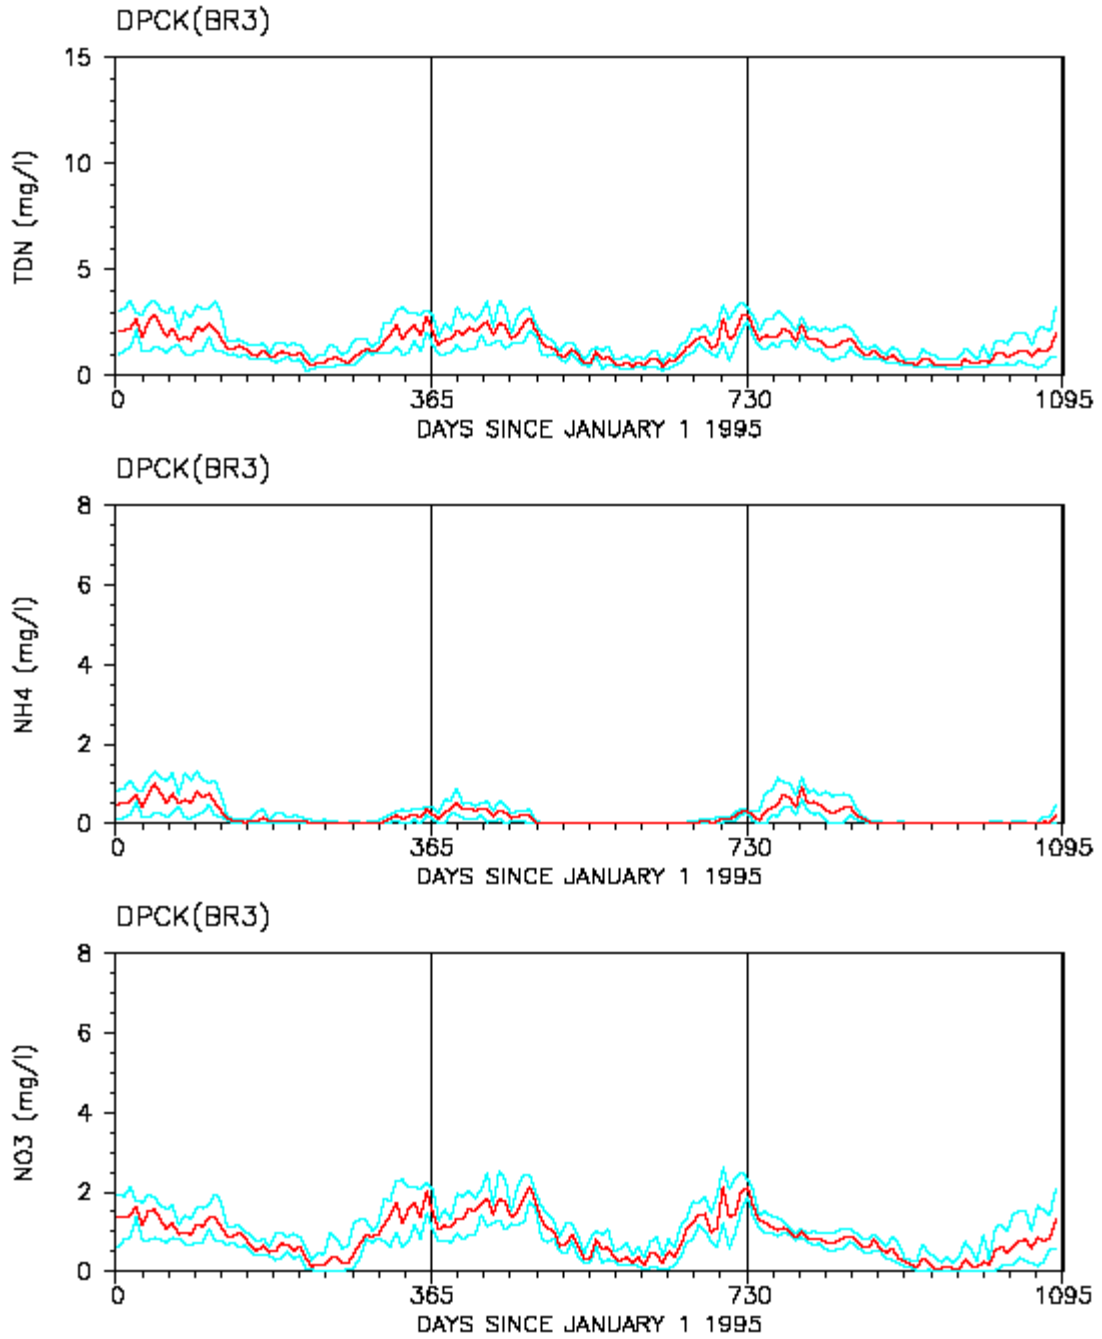 DPCK(BR3)
15
10
5
0
TDN (mg/l)
0 365 730 1095
DAYS SINCE JANUARY 1 1995
DPCK(BR3)
8
6
4
2
0
NH4 (mg/l)
0 365 730 1095
DAYS SINCE JANUARY 1 1995
DPCK(BR3)
8
6
4
2
0
NO3 (mg/l)
0 365 730 1095
DAYS SINCE JANUARY 1 1995